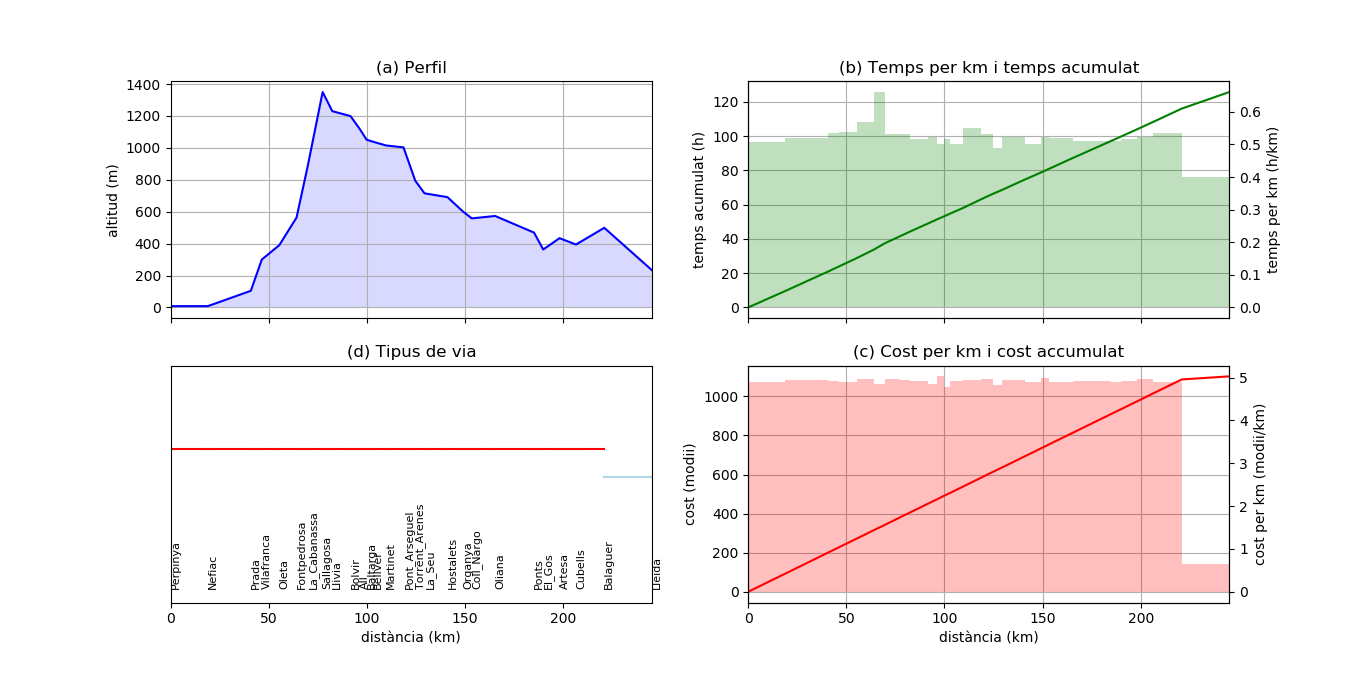 (a) Perfil
1400
1200
1000
800
600
400
200
0
altitud (m)
(b) Temps per km i temps acumulat
120
100
80
60
40
20
0
temps acumulat (h)
0.6
0.5
0.4
0.3
0.2
0.1
0.0
temps per km (h/km)
(d) Tipus de via
Perpinya
Nefiac
Prada
Vilafranca
Oleta
Fontpedrosa
La_Cabanassa
Sallagosa
Llivia
Bolvir
All
Baltarga
Bellver
Martinet
Pont_Arseguel
Torrent_Arenes
La_Seu
Hostalets
Organya
Coll_Nargo
Oliana
Ponts
El_Gos
Artesa
Cubells
Balaguer
Lleida
0
50
100
150
200
distància (km)
(c) Cost per km i cost accumulat
1000
800
600
400
200
0
cost (modii)
5
4
3
2
1
0
cost per km (modii/km)
0
50
100
150
200
distància (km)